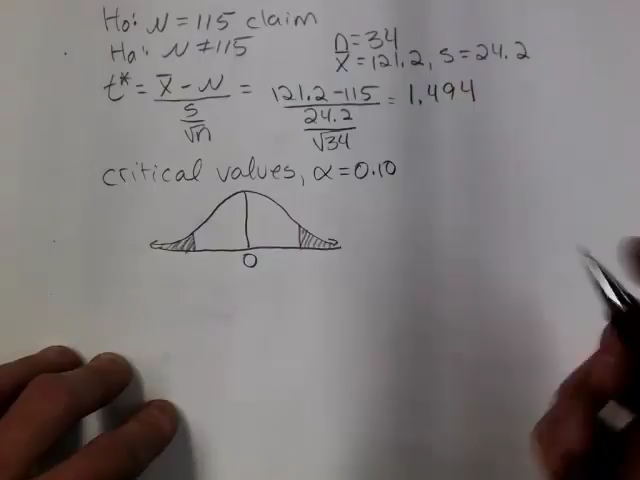 Ho: μ = 115 claim
Ha: μ ≠ 115
n = 34
x̄ = 121.2, s = 24.2
t* = (x̄ - μ) / (s/√n) = (121.2 - 115) / (24.2/√34) = 1.494
critical values, α = 0.10
0